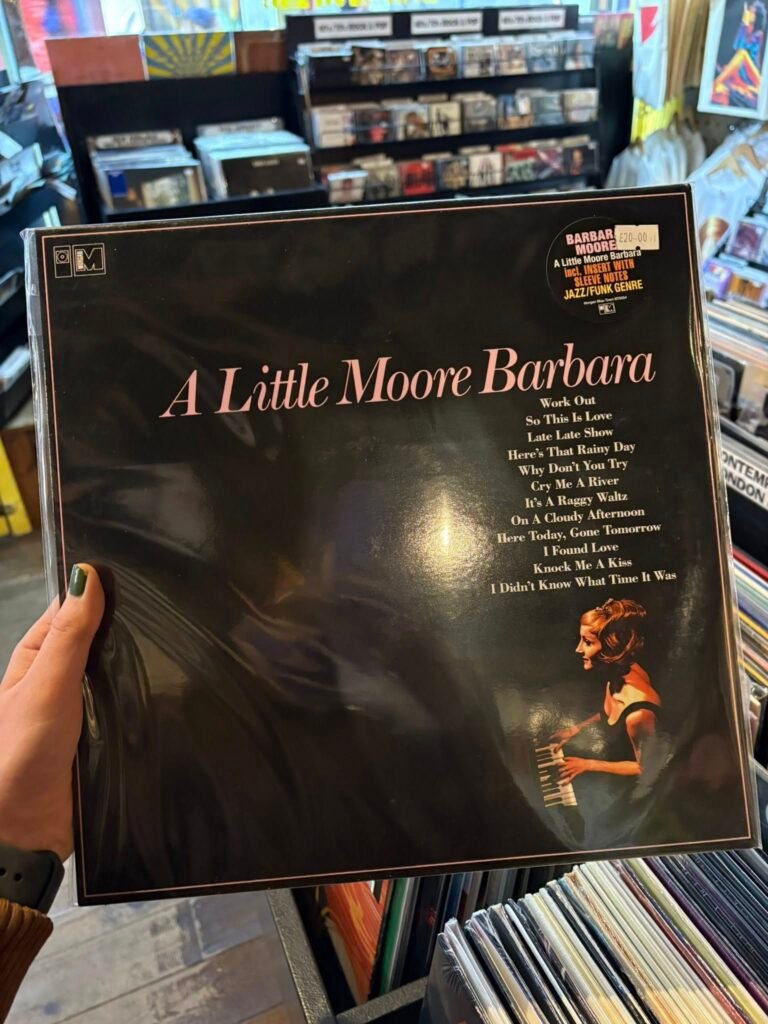 BARBARA
MOORE
£20-00
A Little Moore Barbara
Incl. INSERT WITH
SLEEVE NOTES
JAZZ/FUNK GENRE
M
A Little Moore Barbara
Work Out
So This Is Love
Late Late Show
Here's That Rainy Day
Why Don't You Try
Cry Me A River
It's A Raggy Waltz
On A Cloudy Afternoon
Here Today, Gone Tomorrow
I Found Love
Knock Me A Kiss
I Didn't Know What Time It Was